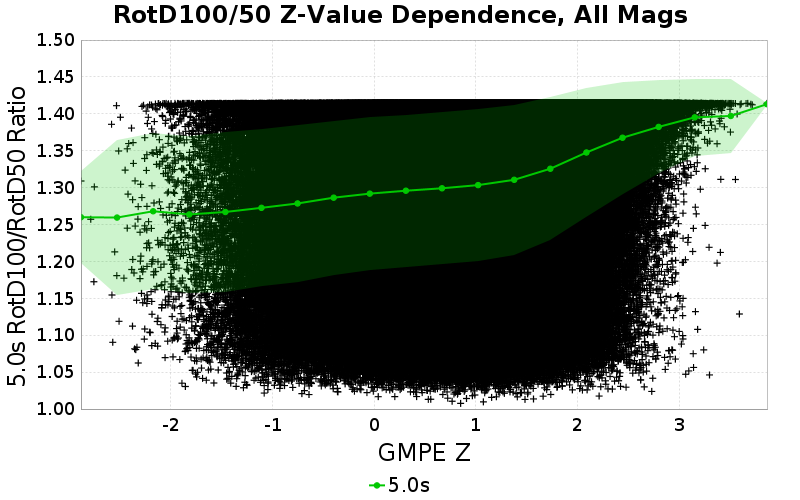 RotD100/50 Z-Value Dependence, All Mags
5.0s RotD100/RotD50 Ratio
1.50
1.45
1.40
1.35
1.30
1.25
1.20
1.15
1.10
1.05
1.00
-2 -1 0 1 2 3
GMPE Z
5.0s